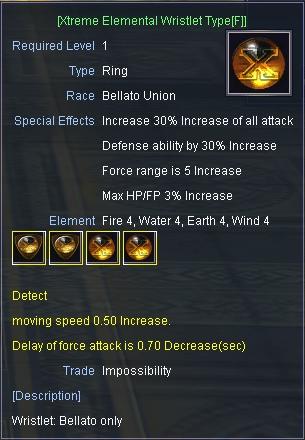 [Xtreme Elemental Wristlet Type[F]]
Required Level 1
Type Ring
Race Bellato Union
Special Effects Increase 30% Increase of all attack
Defense ability by 30% Increase
Force range is 5 Increase
Max HP/FP 3% Increase
Element Fire 4, Water 4, Earth 4, Wind 4
Detect
moving speed 0.50 Increase.
Delay of force attack is 0.70 Decrease(sec)
Trade Impossibility
[Description]
Wristlet: Bellato only